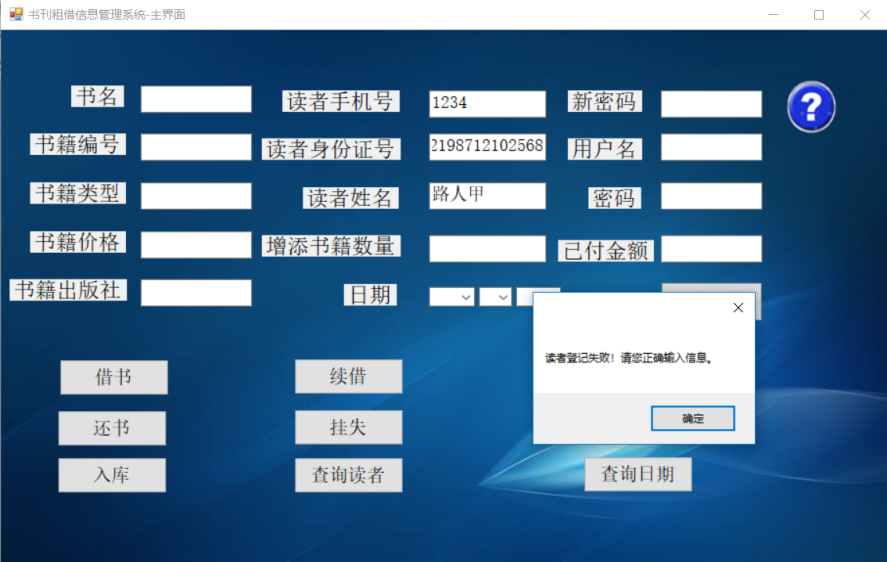 书刊租借信息管理系统-主界面
书名
读者手机号
1234
新密码
?
书籍编号
读者身份证号
2198712102568
用户名
书籍类型
读者姓名
路人甲
密码
书籍价格
增添书籍数量
已付金额
书籍出版社
日期
读者登记失败！请您正确输入信息。
确定
借书
续借
还书
挂失
入库
查询读者
查询日期